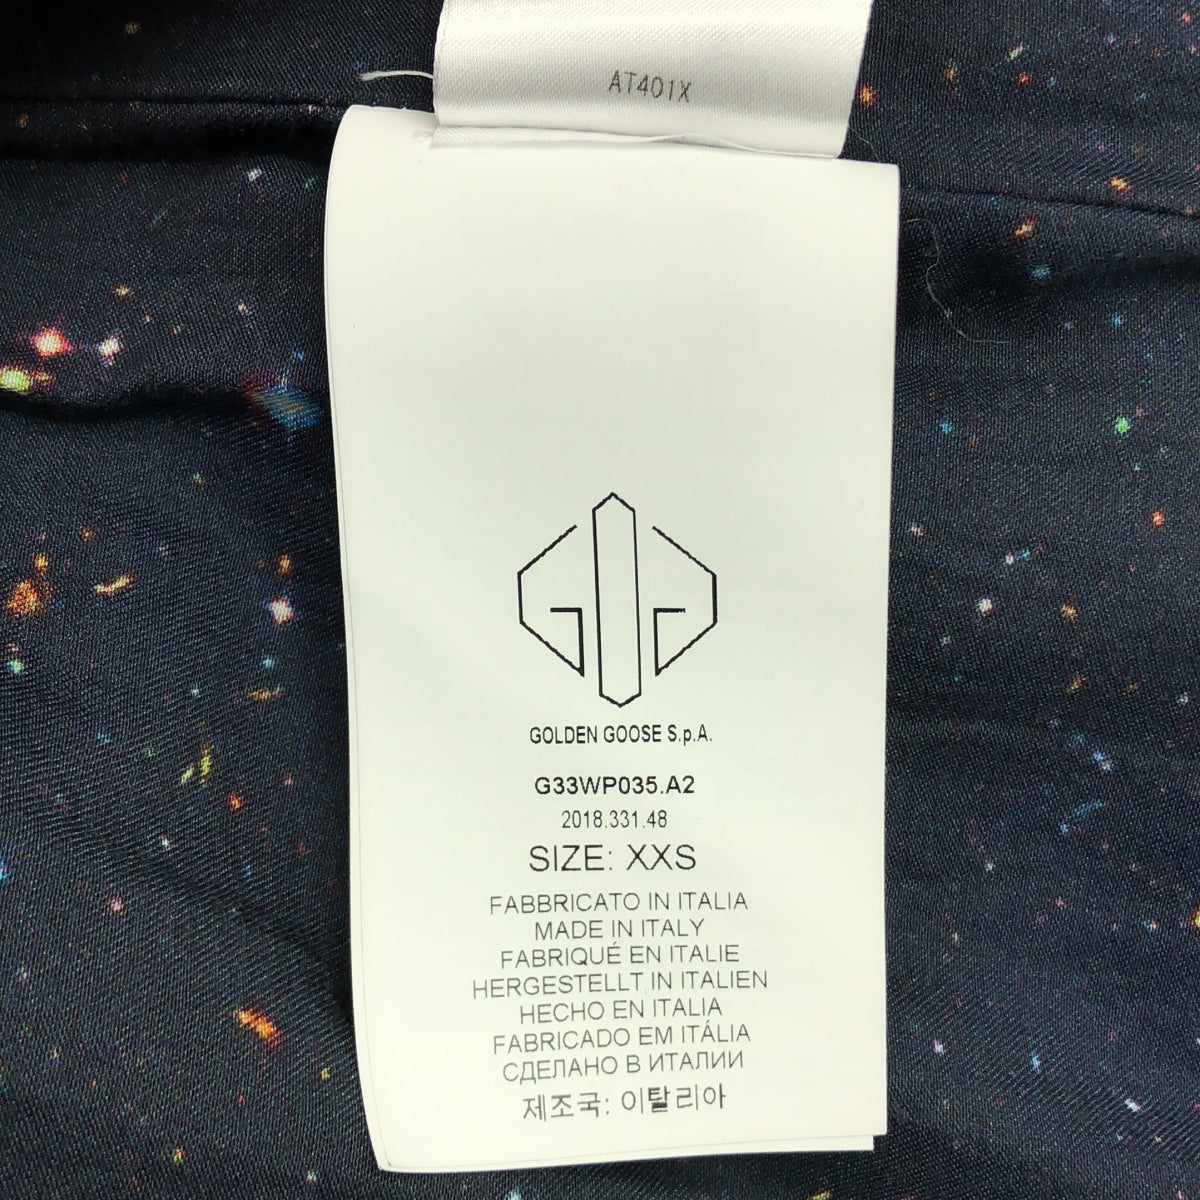 AT401X
GOLDEN GOOSE S.p.A.
G33WP035.A2
2018.331.48
SIZE: XXS
FABBRICATO IN ITALIA
MADE IN ITALY
FABRIQUÉ EN ITALIE
HERGESTELLT IN ITALIEN
HECHO EN ITALIA
FABRICADO EM ITÁLIA
СДЕЛАНО В ИТАЛИИ
제조국: 이탈리아